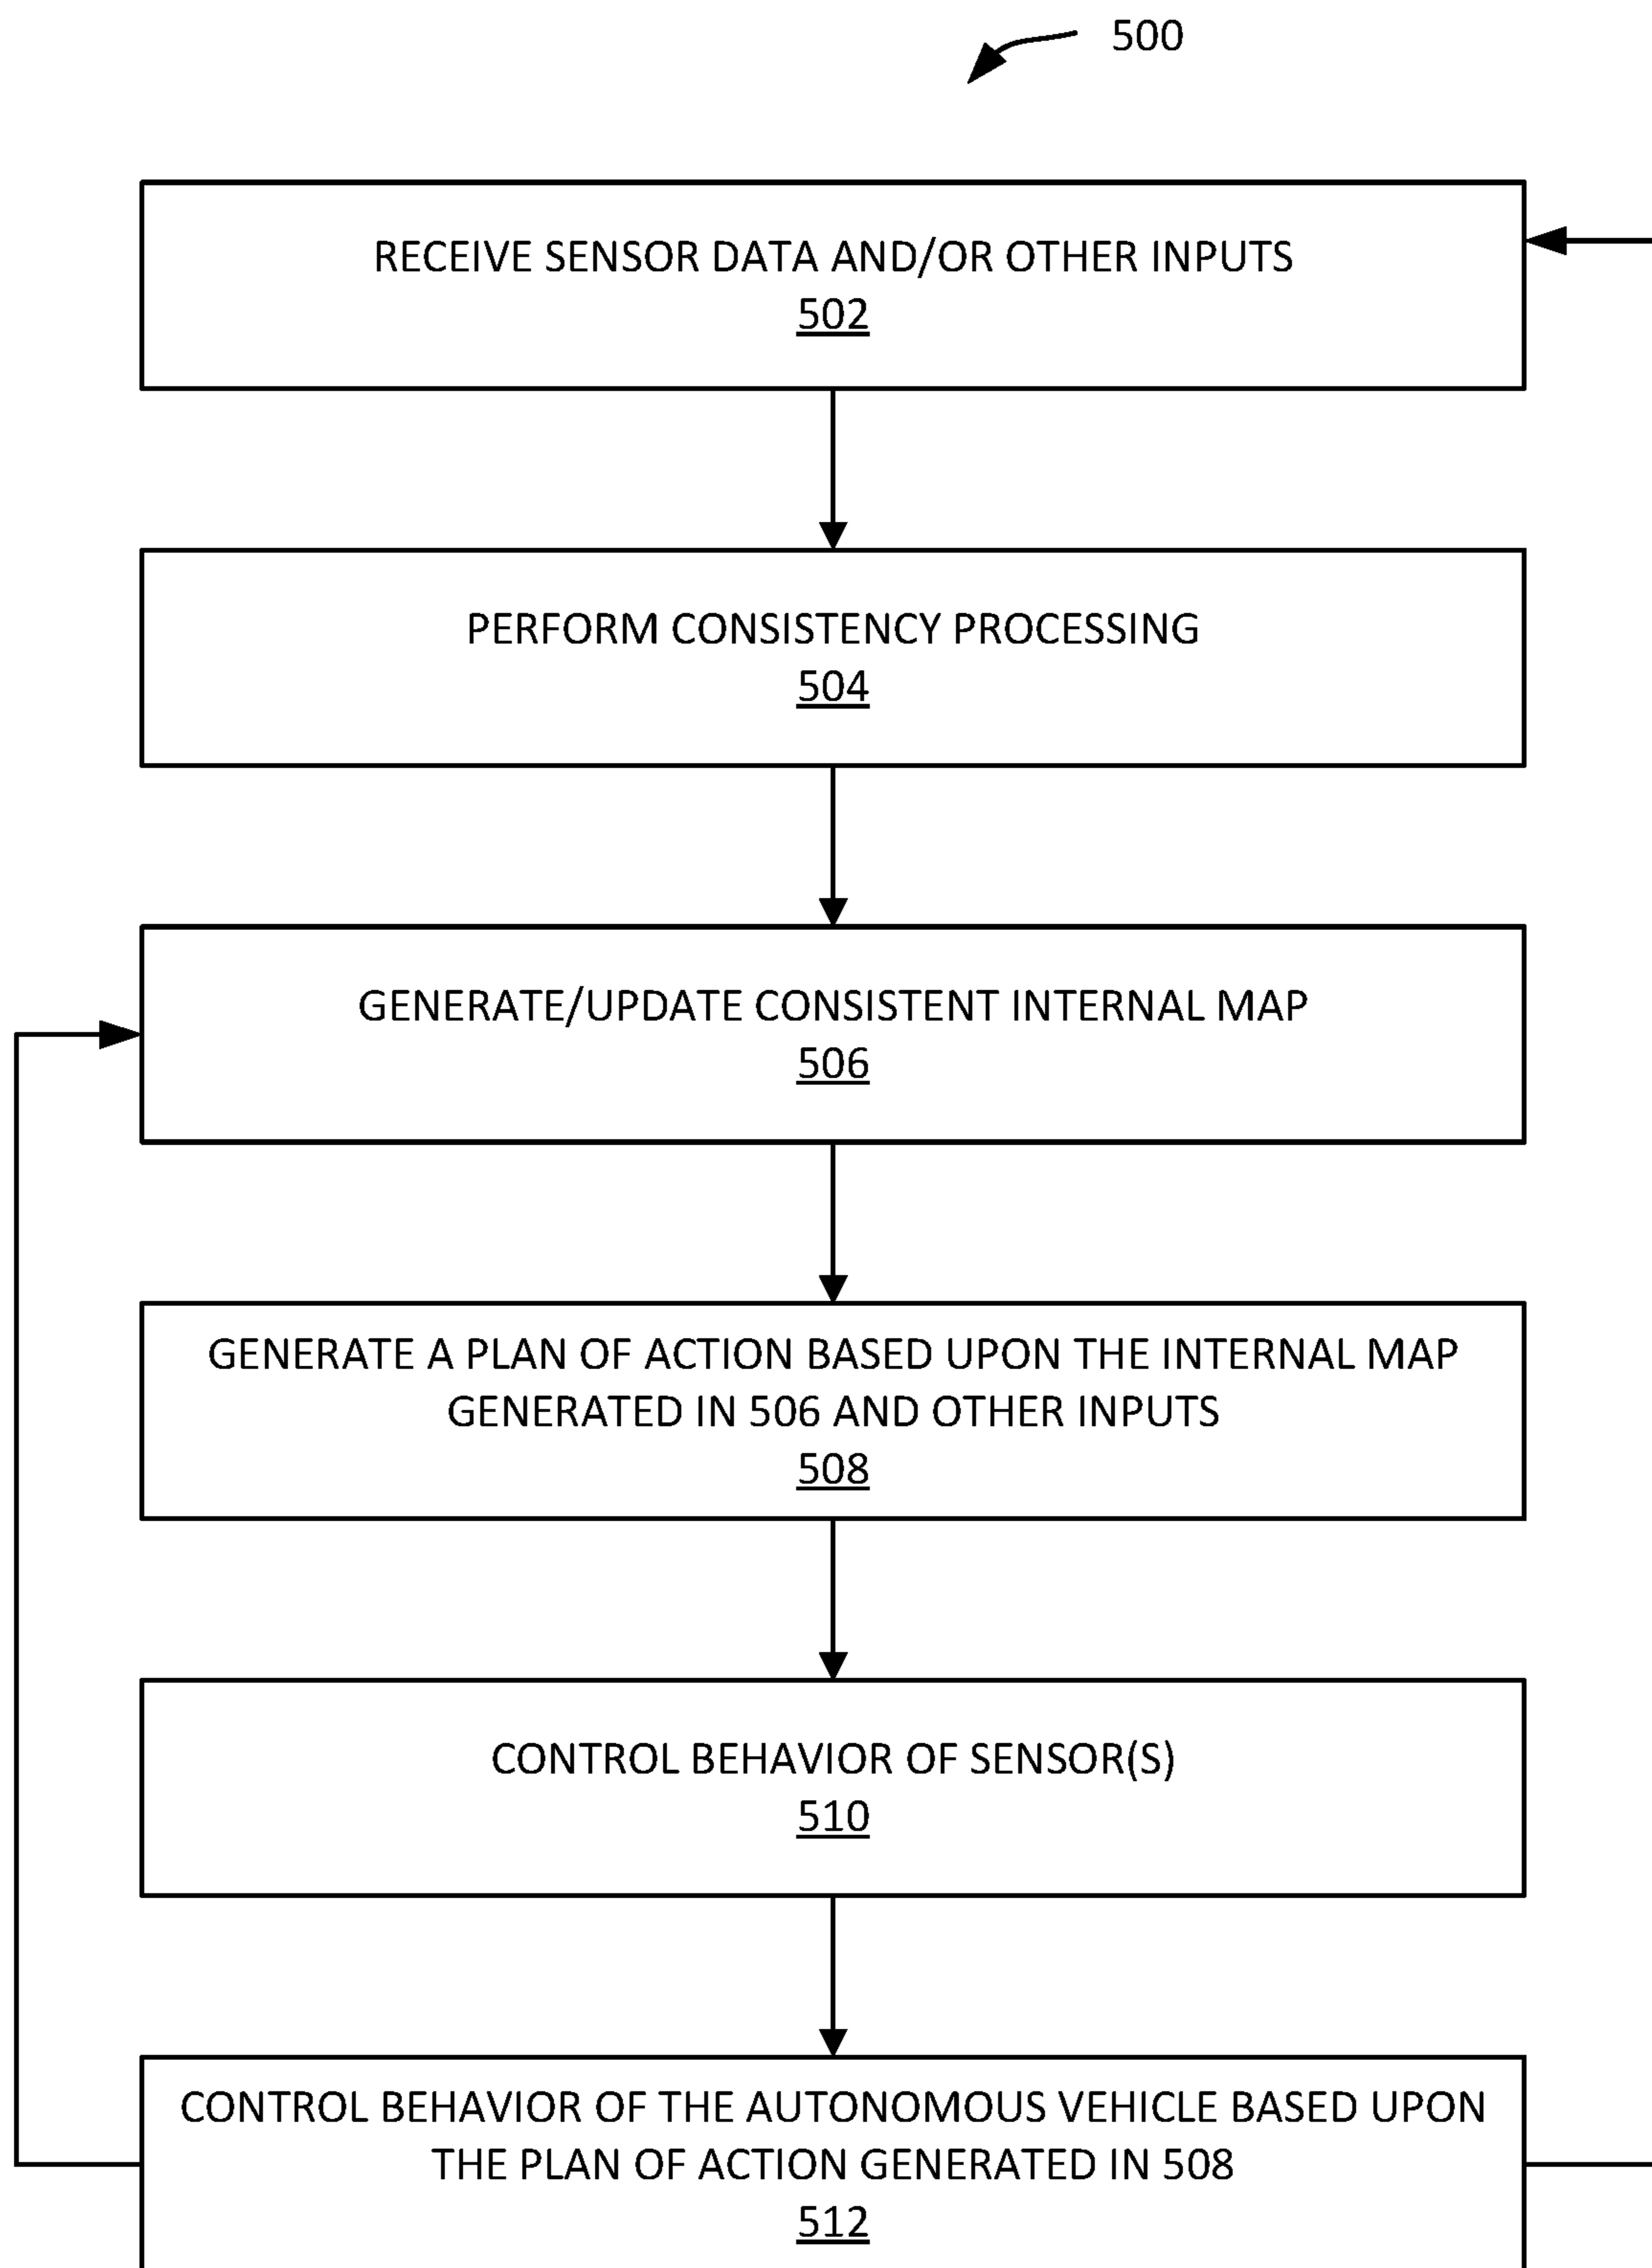 500
RECEIVE SENSOR DATA AND/OR OTHER INPUTS
502
PERFORM CONSISTENCY PROCESSING
504
GENERATE/UPDATE CONSISTENT INTERNAL MAP
506
GENERATE A PLAN OF ACTION BASED UPON THE INTERNAL MAP
GENERATED IN 506 AND OTHER INPUTS
508
CONTROL BEHAVIOR OF SENSOR(S)
510
CONTROL BEHAVIOR OF THE AUTONOMOUS VEHICLE BASED UPON
THE PLAN OF ACTION GENERATED IN 508
512